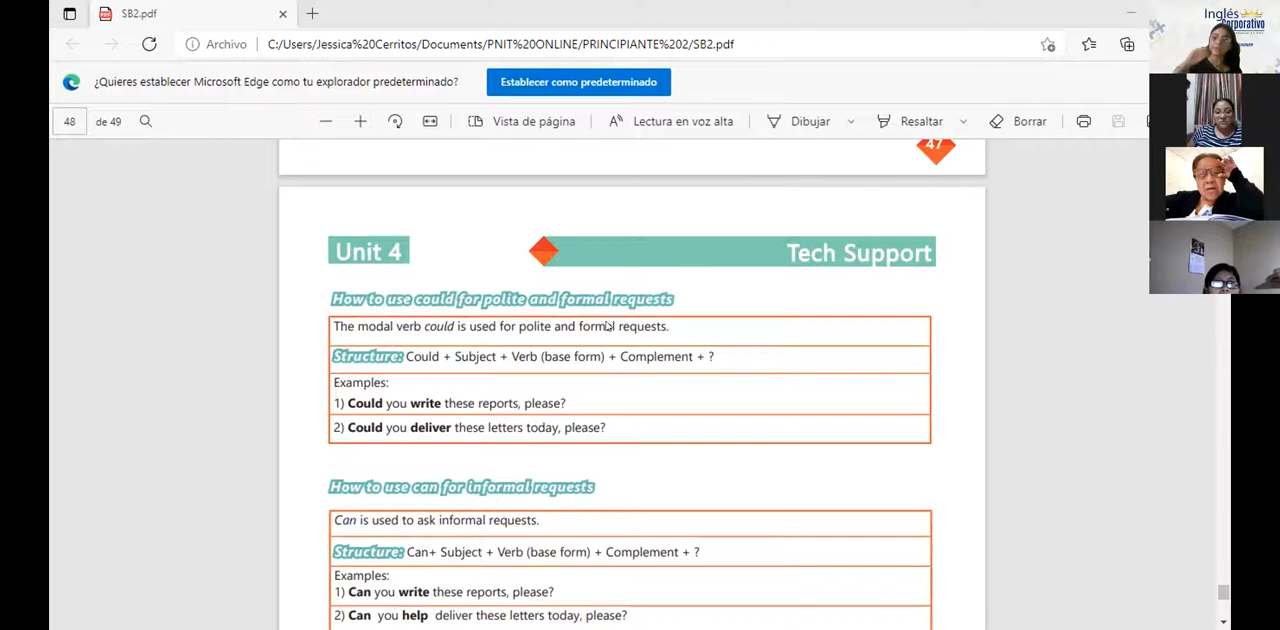 SB2.pdf
Archivo
C:/Users/Jessica%20Cerritos/Documents/PNIT%20ONLINE/PRINCIPIANTE%202/SB2.pdf
¿Quieres establecer Microsoft Edge como tu explorador predeterminado?
Establecer como predeterminado
48 de 49
Vista de página
Lectura en voz alta
Dibujar
Resaltar
Borrar
Inglés
Corporativo
47
Unit 4
Tech Support
How to use could for polite and formal requests
The modal verb could is used for polite and formal requests.
Structure: Could + Subject + Verb (base form) + Complement + ?
Examples:
1) Could you write these reports, please?
2) Could you deliver these letters today, please?
How to use can for informal requests
Can is used to ask informal requests.
Structure: Can+ Subject + Verb (base form) + Complement + ?
Examples:
1) Can you write these reports, please?
2) Can you help deliver these letters today, please?